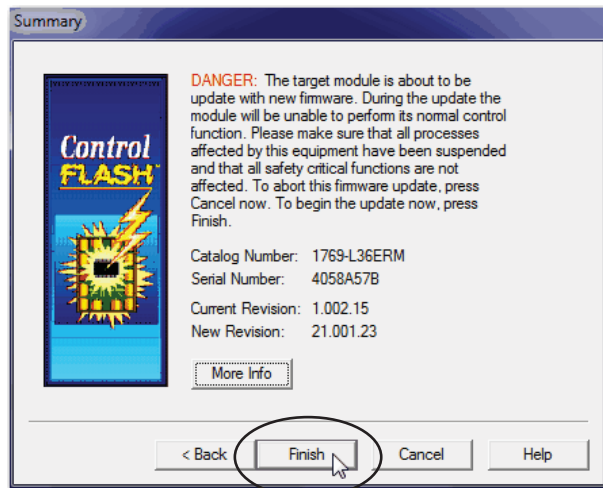 Summary
Control
FLASH
DANGER: The target module is about to be
update with new firmware. During the update the
module will be unable to perform its normal control
function. Please make sure that all processes
affected by this equipment have been suspended
and that all safety critical functions are not
affected. To abort this firmware update, press
Cancel now. To begin the update now, press
Finish.
Catalog Number: 1769-L36ERM
Serial Number: 4058A57B
Current Revision: 1.002.15
New Revision: 21.001.23
More Info
< Back Finish Cancel Help